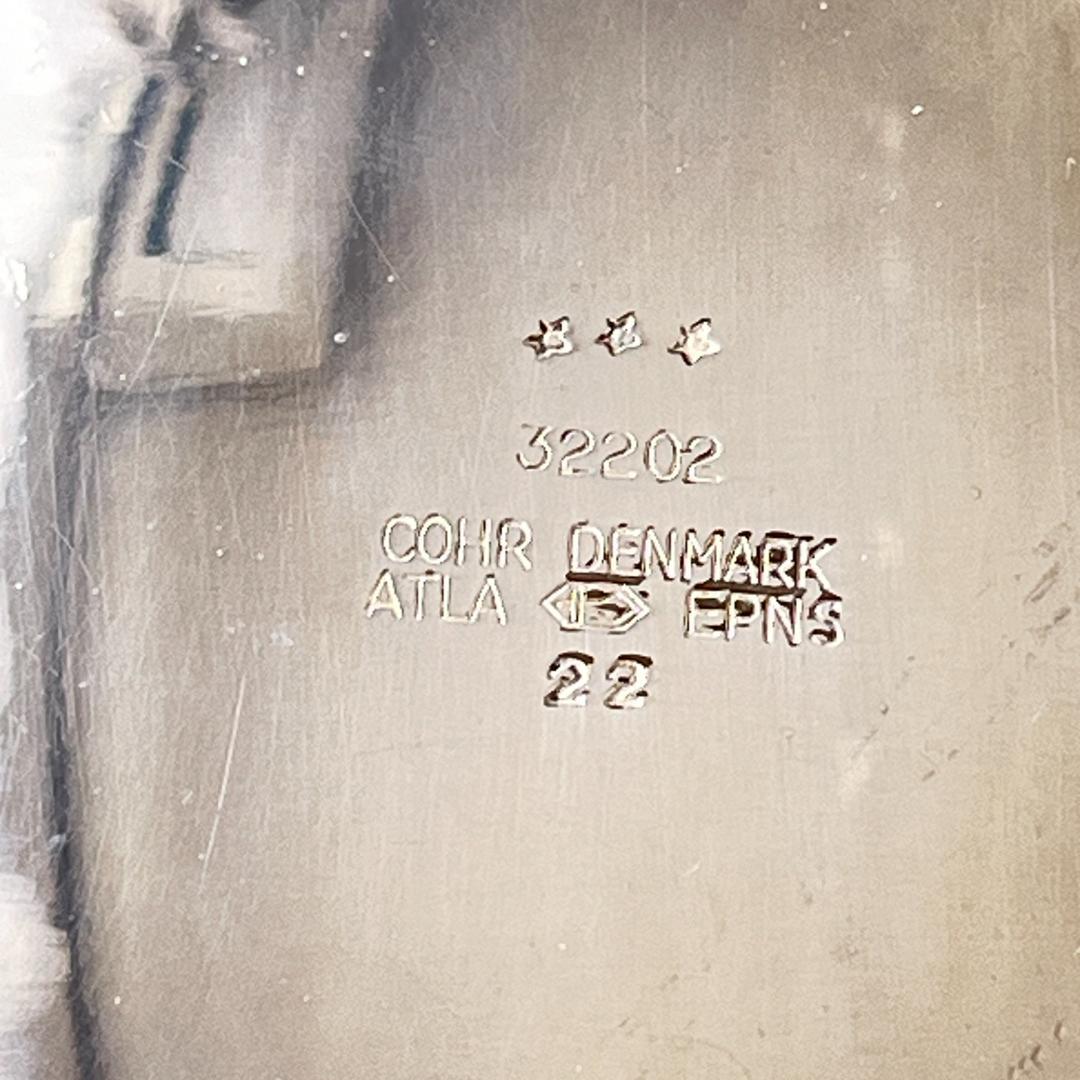 32202
COHR DENMARK
ATLA EPNS
22